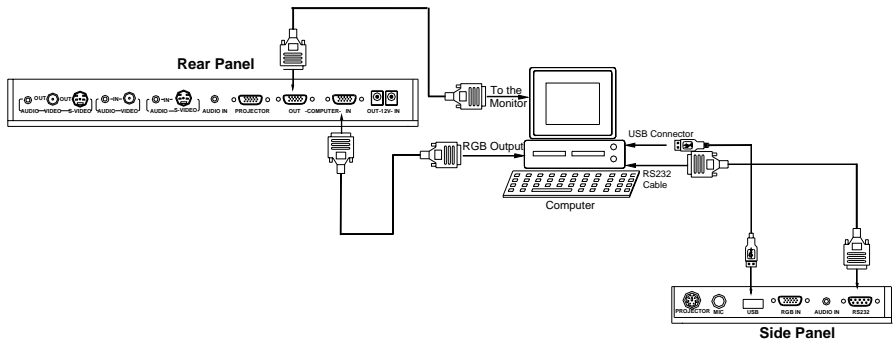 Rear Panel
OUT OUT -IN- -IN-
AUDIO VIDEO S-VIDEO AUDIO VIDEO AUDIO S-VIDEO AUDIO IN PROJECTOR OUT -COMPUTER- IN OUT-12V- IN
To the
Monitor
RGB Output
USB Connector
RS232
Cable
Computer
PROJECTOR MIC USB RGB IN AUDIO IN RS232
Side Panel